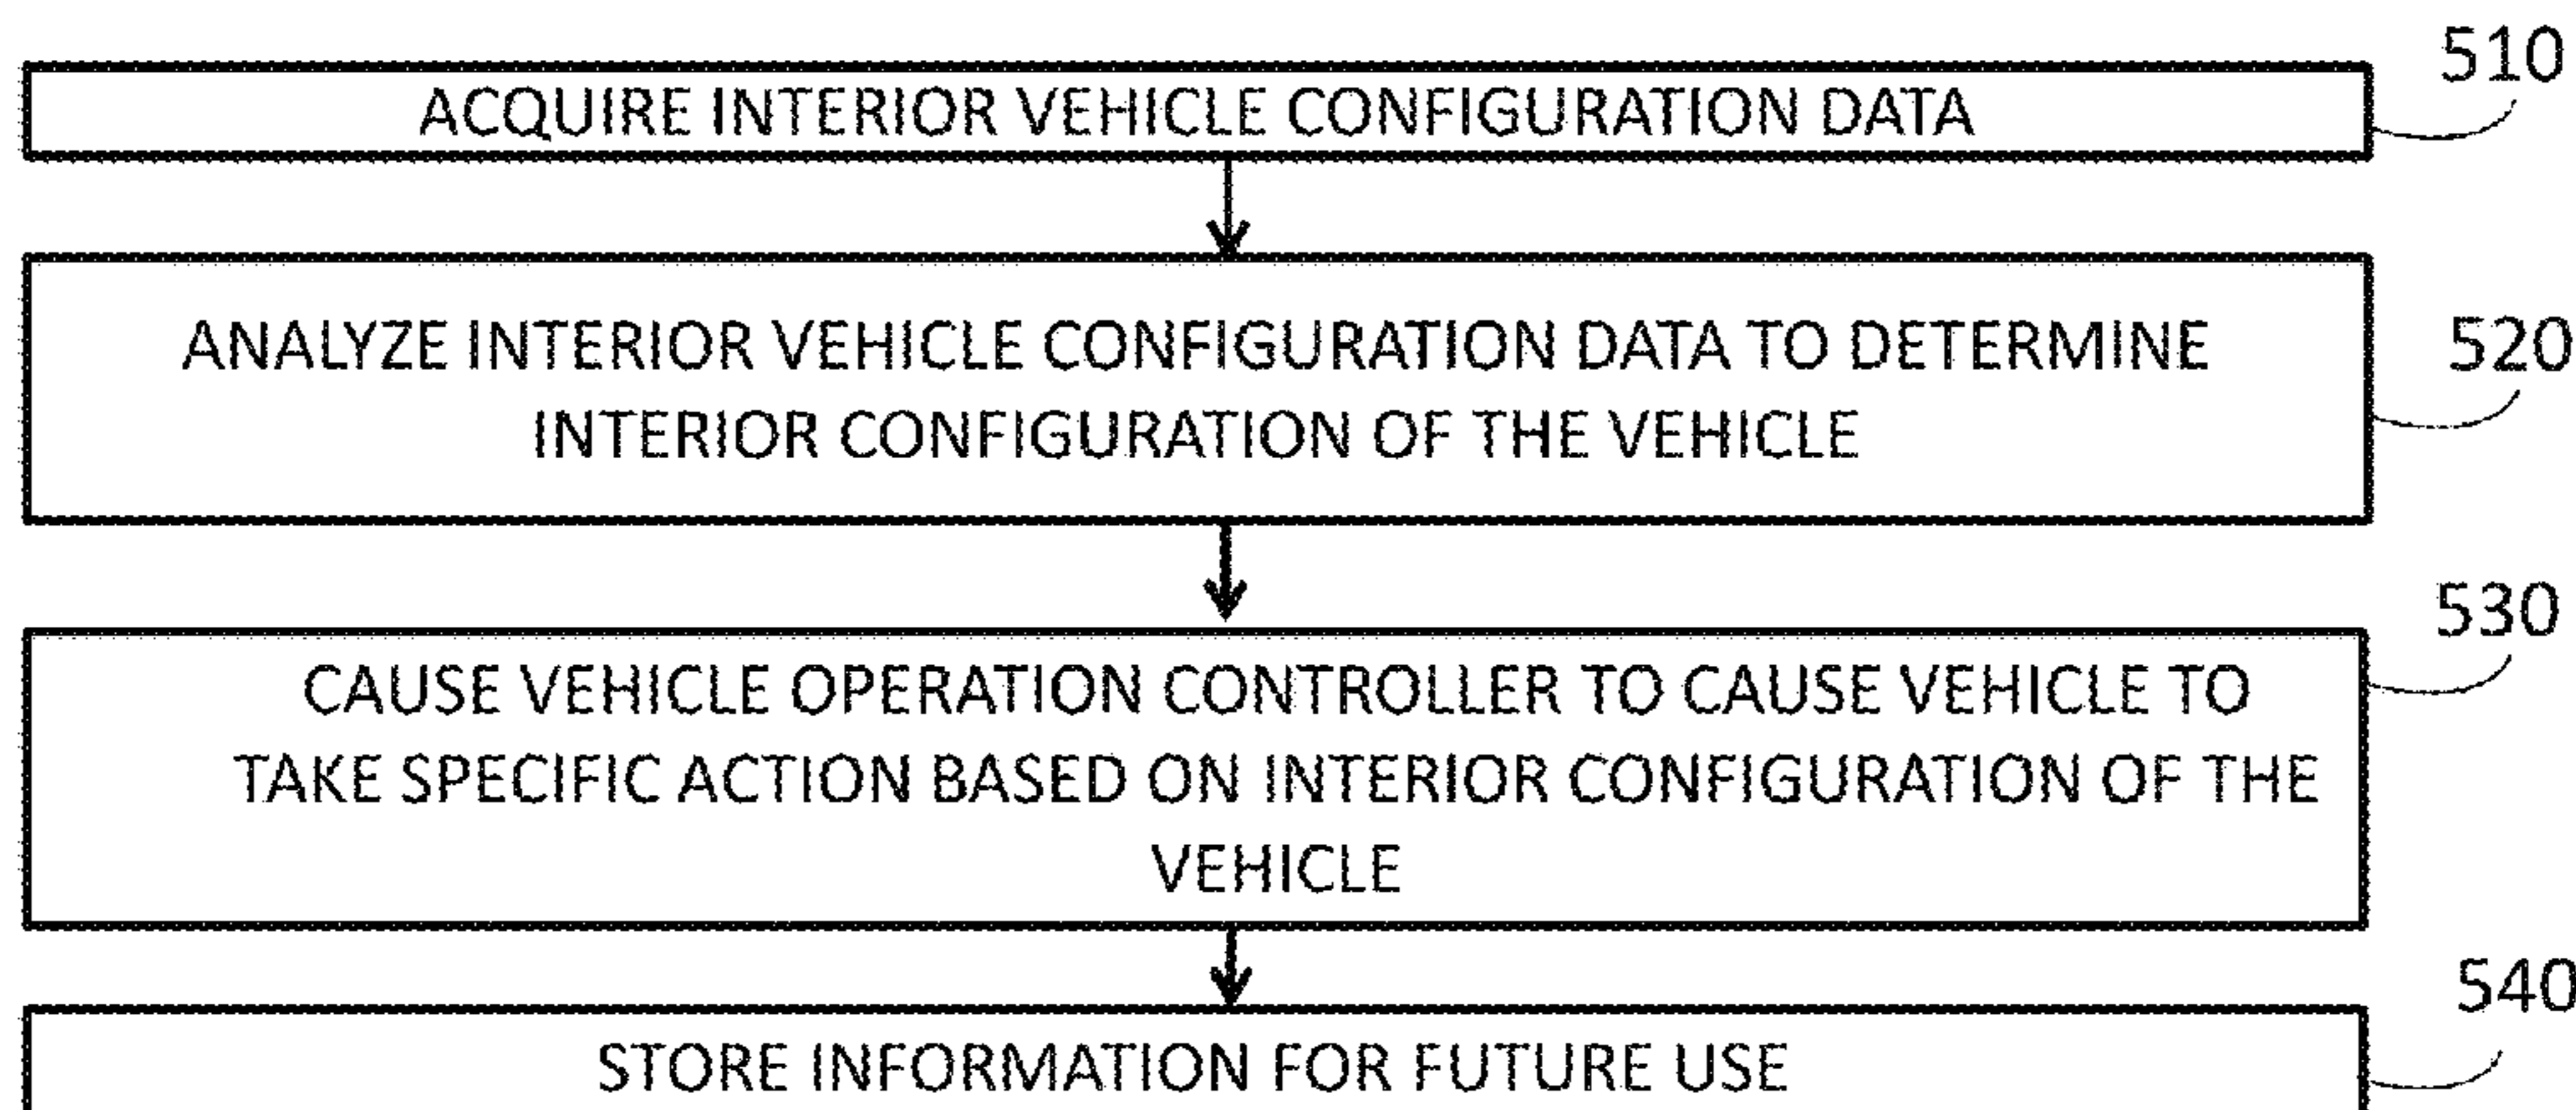 510
ACQUIRE INTERIOR VEHICLE CONFIGURATION DATA
520
ANALYZE INTERIOR VEHICLE CONFIGURATION DATA TO DETERMINE
INTERIOR CONFIGURATION OF THE VEHICLE
530
CAUSE VEHICLE OPERATION CONTROLLER TO CAUSE VEHICLE TO
TAKE SPECIFIC ACTION BASED ON INTERIOR CONFIGURATION OF THE
VEHICLE
540
STORE INFORMATION FOR FUTURE USE